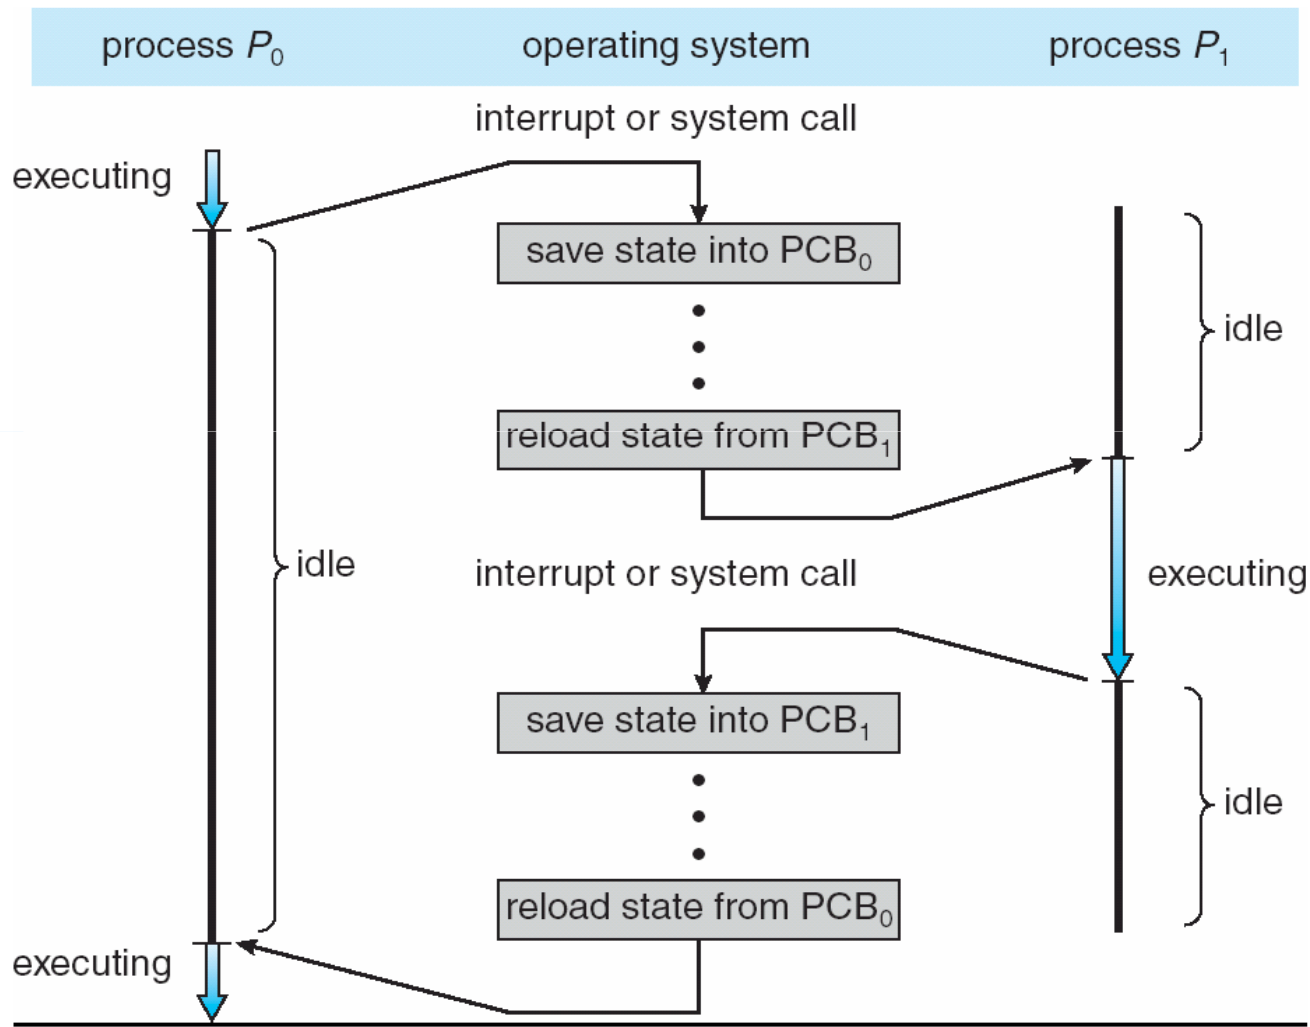 process P₀ operating system process P₁
interrupt or system call
executing
save state into PCB₀
idle
reload state from PCB₁
idle
interrupt or system call
executing
save state into PCB₁
idle
reload state from PCB₀
executing